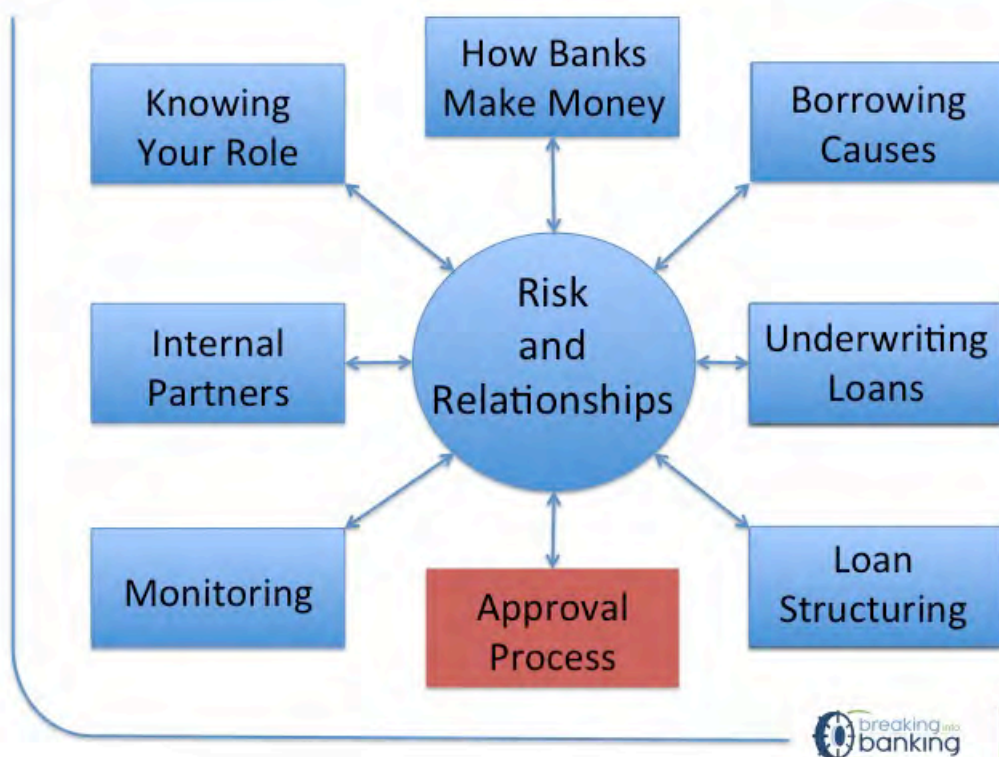 How Banks
Make Money
Knowing
Your Role
Borrowing
Causes
Risk
and
Relationships
Internal
Partners
Underwriting
Loans
Monitoring
Approval
Process
Loan
Structuring
breaking into
banking